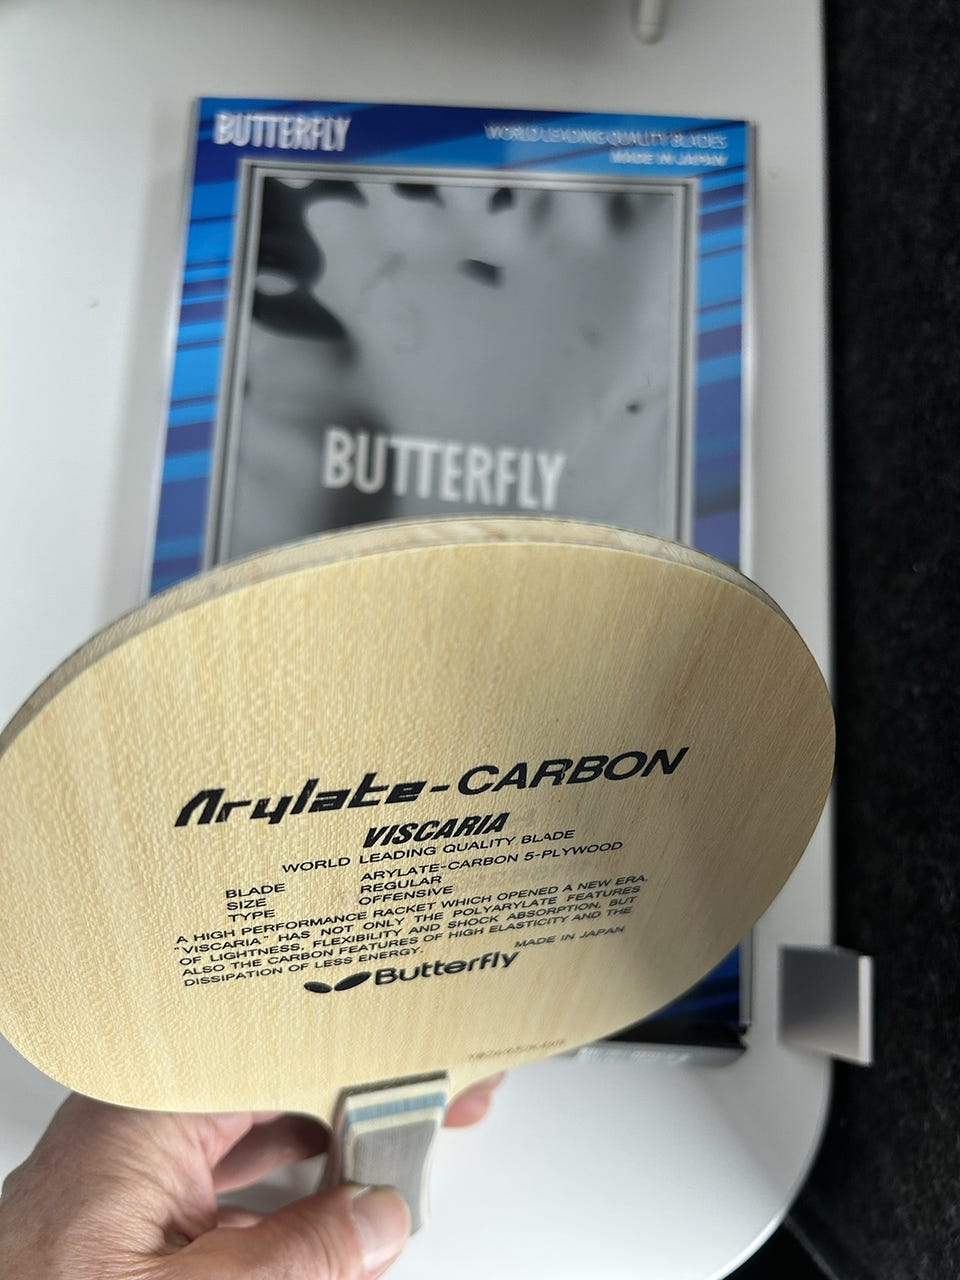 BUTTERFLY
WORLD LEADING QUALITY BLADES
MADE IN JAPAN
BUTTERFLY
Arylate-CARBON
VISCARIA
WORLD LEADING QUALITY BLADE
BLADE ARYLATE-CARBON 5-PLYWOOD
SIZE REGULAR
TYPE OFFENSIVE
A HIGH PERFORMANCE RACKET WHICH OPENED A NEW ERA,
"VISCARIA" HAS NOT ONLY THE POLYARYLATE FEATURES
OF LIGHTNESS, FLEXIBILITY AND SHOCK ABSORPTION, BUT
ALSO THE CARBON FEATURES OF HIGH ELASTICITY AND THE
DISSIPATION OF LESS ENERGY.
MADE IN JAPAN
Butterfly